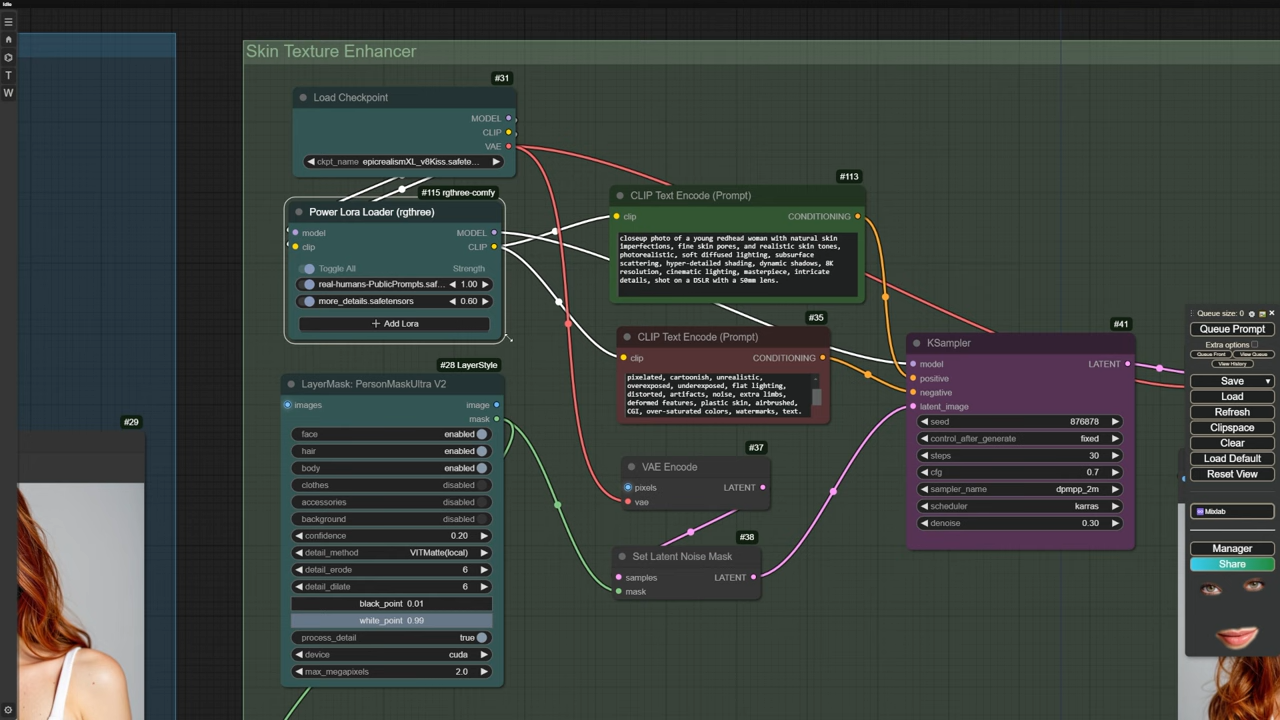 Idle
T
W
Skin Texture Enhancer
#31
Load Checkpoint
MODEL
CLIP
VAE
ckpt_name epicrealismXL_v8Kiss.safete...
#115 rgthree-comfy
Power Lora Loader (rgthree)
model MODEL
clip CLIP
Toggle All Strength
real-humans-PublicPrompts.saf... 1.00
more_details.safetensors 0.60
+ Add Lora
#28 LayerStyle
LayerMask: PersonMaskUltra V2
images image
mask
face enabled
hair enabled
body enabled
clothes disabled
accessories disabled
background disabled
confidence 0.20
detail_method VITMatte(local)
detail_erode 6
detail_dilate 6
black_point 0.01
white_point 0.99
process_detail true
device cuda
max_megapixels 2.0
#29
#113
CLIP Text Encode (Prompt)
clip CONDITIONING
closeup photo of a young redhead woman with natural skin
imperfections, fine skin pores, and realistic skin tones,
photorealistic, soft diffused lighting, subsurface
scattering, hyper-detailed shading, dynamic shadows, 8K
resolution, cinematic lighting, masterpiece, intricate
details, shot on a DSLR with a 50mm lens.
#35
CLIP Text Encode (Prompt)
clip CONDITIONING
pixelated, cartoonish, unrealistic,
overexposed, underexposed, flat lighting,
distorted, artifacts, noise, extra limbs,
deformed features, plastic skin, airbrushed,
CGI, over-saturated colors, watermarks, text.
#37
VAE Encode
pixels LATENT
vae
#38
Set Latent Noise Mask
samples LATENT
mask
#41
KSampler
model LATENT
positive
negative
latent_image
seed 876878
control_after_generate fixed
steps 30
cfg 0.7
sampler_name dpmpp_2m
scheduler karras
denoise 0.30
Queue size: 0
Queue Prompt
Extra options
Queue Front View Queue
View History
Save
Load
Refresh
Clipspace
Clear
Load Default
Reset View
Mixlab
Manager
Share